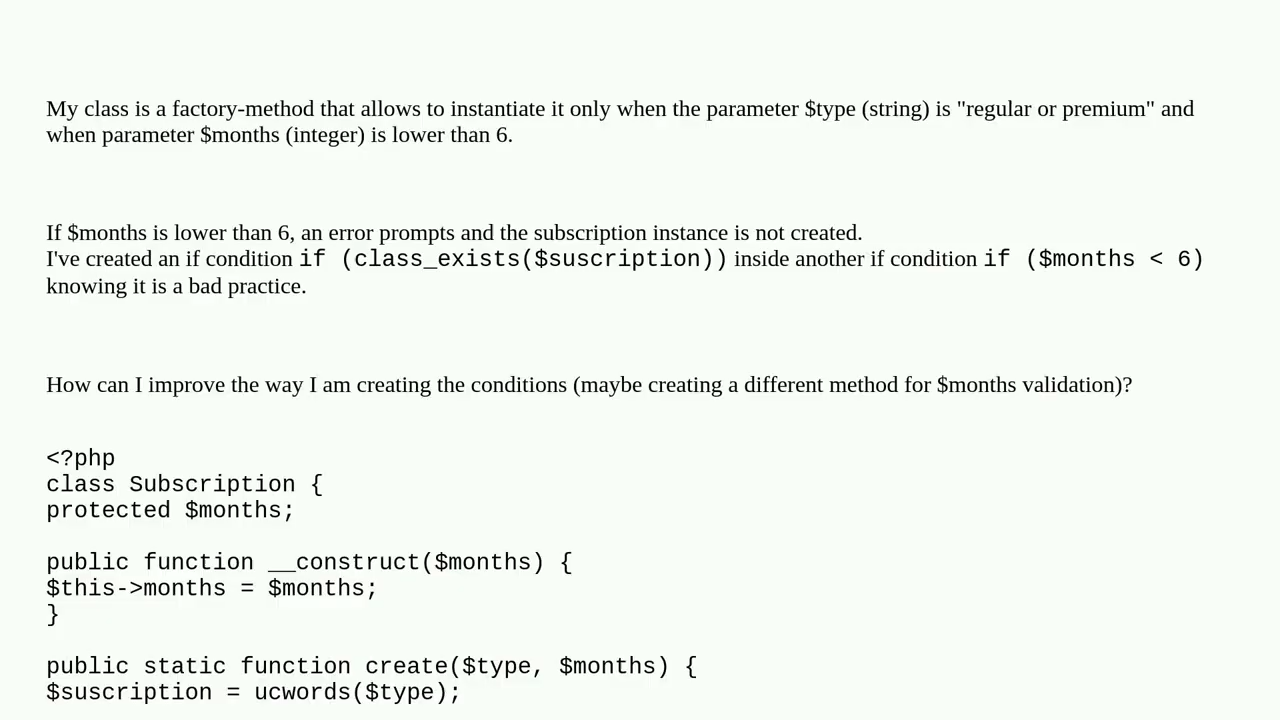 My class is a factory-method that allows to instantiate it only when the parameter $type (string) is "regular or premium" and
when parameter $months (integer) is lower than 6.
If $months is lower than 6, an error prompts and the subscription instance is not created.
I've created an if condition if (class_exists($suscription)) inside another if condition if ($months < 6)
knowing it is a bad practice.
How can I improve the way I am creating the conditions (maybe creating a different method for $months validation)?
<?php
class Subscription {
protected $months;
public function __construct($months) {
$this->months = $months;
}
public static function create($type, $months) {
$suscription = ucwords($type);